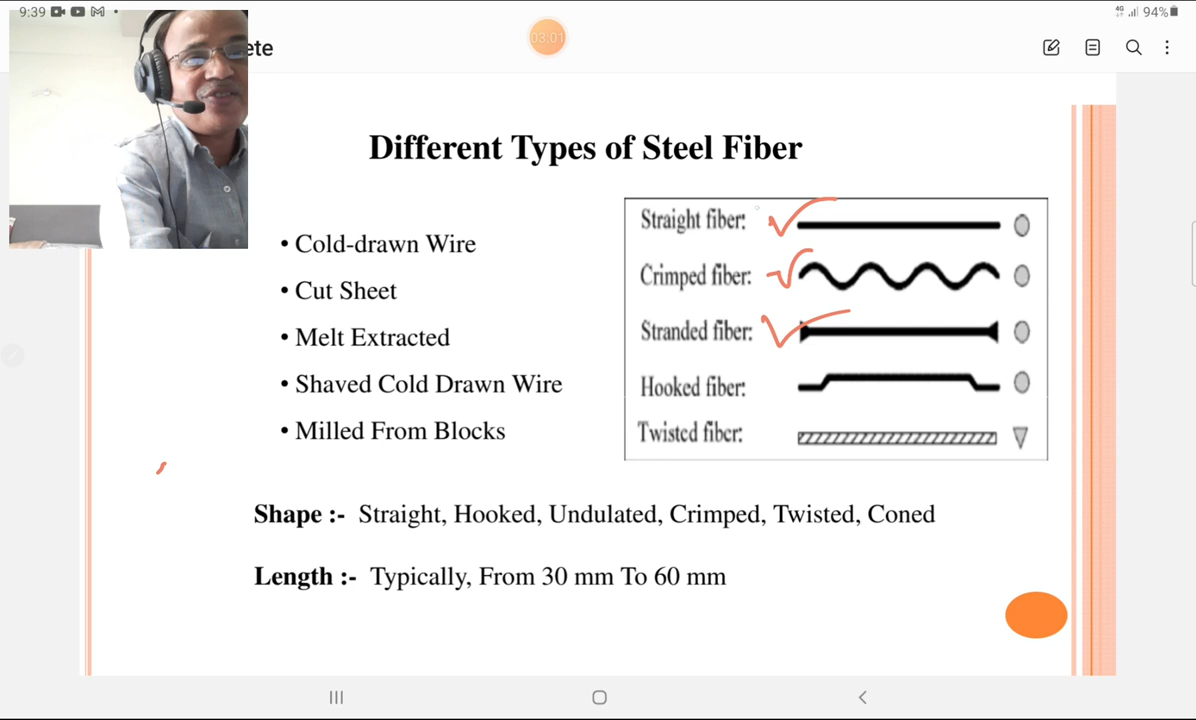 9:39
4G
94%
ete
03:01
Different Types of Steel Fiber
• Cold-drawn Wire
• Cut Sheet
• Melt Extracted
• Shaved Cold Drawn Wire
• Milled From Blocks
Straight fiber:
Crimped fiber:
Stranded fiber:
Hooked fiber:
Twisted fiber:
Shape :- Straight, Hooked, Undulated, Crimped, Twisted, Coned
Length :- Typically, From 30 mm To 60 mm